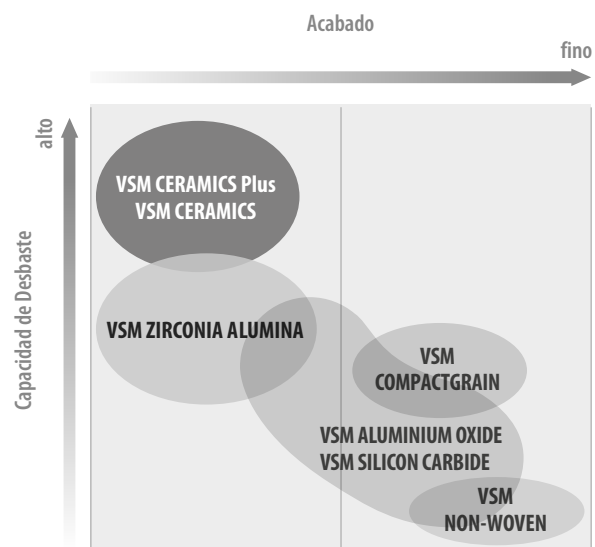 Acabado
fino
alto
Capacidad de Desbaste
VSM CERAMICS Plus
VSM CERAMICS
VSM ZIRCONIA ALUMINA
VSM
COMPACTGRAIN
VSM ALUMINIUM OXIDE
VSM SILICON CARBIDE
VSM
NON-WOVEN